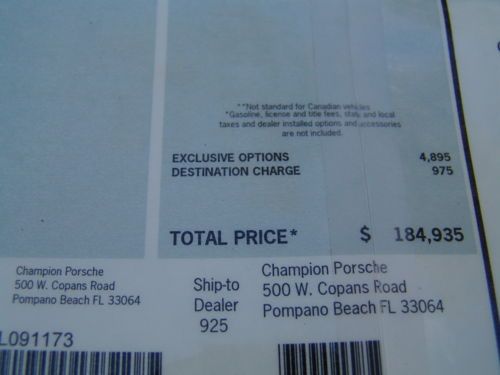 **Not standard for Canadian vehicles
*Gasoline, license and title fees, state and local
taxes and dealer installed options and accessories
are not included.
EXCLUSIVE OPTIONS 4,895
DESTINATION CHARGE 975
TOTAL PRICE* $ 184,935
Champion Porsche
500 W. Copans Road
Pompano Beach FL 33064
Ship-to
Dealer
925
Champion Porsche
500 W. Copans Road
Pompano Beach FL 33064
L091173